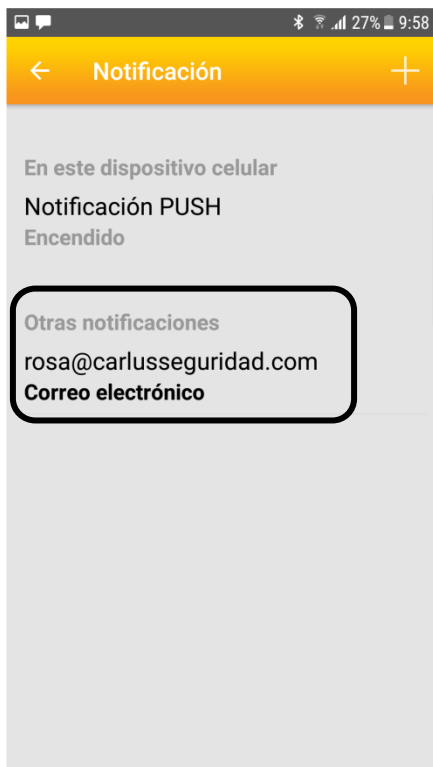 27% 9:58
Notificación
En este dispositivo celular
Notificación PUSH
Encendido
Otras notificaciones
rosa@carlusseguridad.com
Correo electrónico